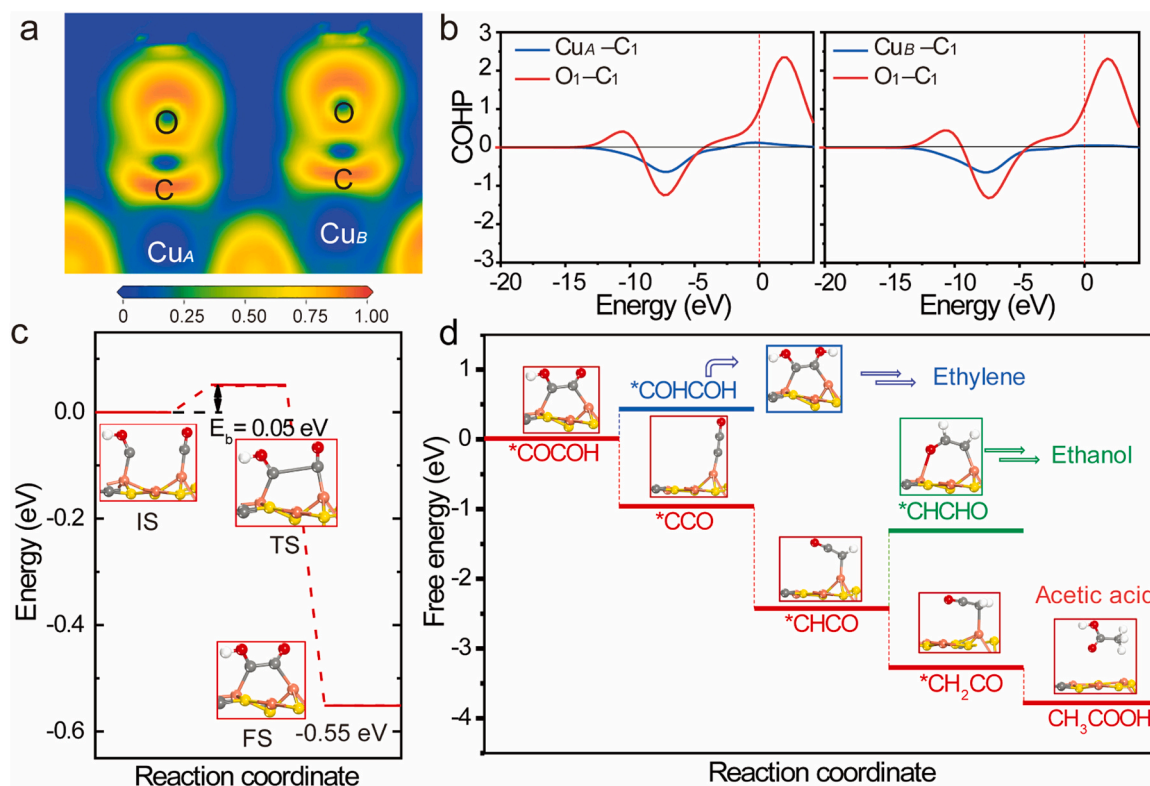 a
O
O
C
C
CuA
CuB
0
0.25
0.50
0.75
1.00
b
CuA –C1
O1–C1
CuB –C1
O1–C1
COHP
3
2
1
0
-1
-2
-3
-20
-15
-10
-5
0
-20
-15
-10
-5
0
Energy (eV)
Energy (eV)
c
Energy (eV)
0.0
-0.2
-0.4
-0.6
Eb = 0.05 eV
IS
TS
FS
-0.55 eV
Reaction coordinate
d
Free energy (eV)
1
0
-1
-2
-3
-4
*COCOH
*COHCOH
Ethylene
*CCO
*CHCHO
Ethanol
*CHCO
*CH2CO
Acetic acid
CH3COOH
Reaction coordinate